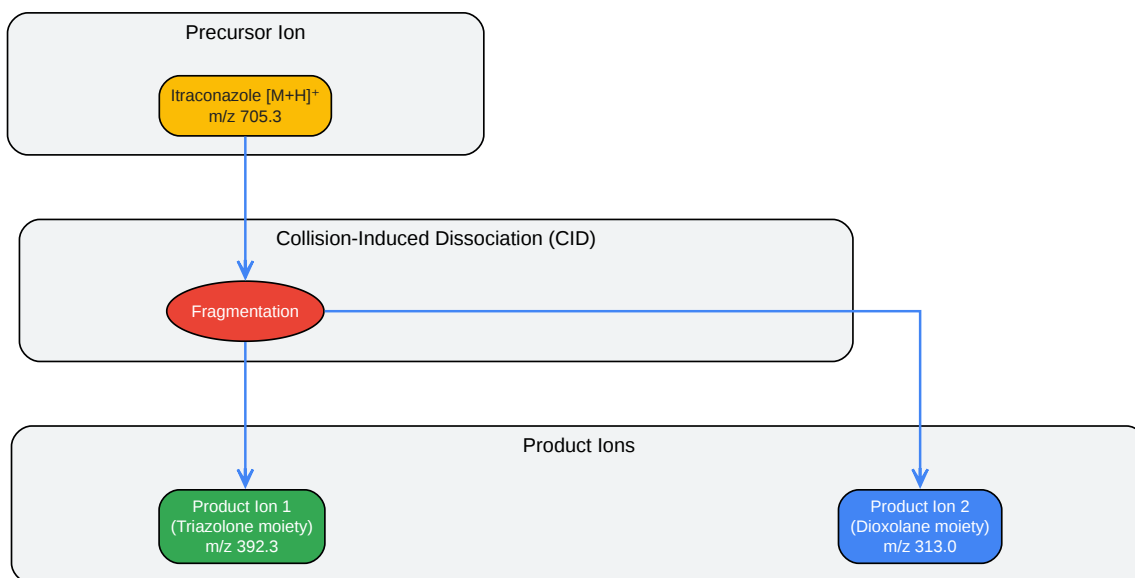 Precursor Ion
Itraconazole [M+H]⁺
m/z 705.3
Collision-Induced Dissociation (CID)
Fragmentation
Product Ions
Product Ion 1
(Triazolone moiety)
m/z 392.3
Product Ion 2
(Dioxolane moiety)
m/z 313.0